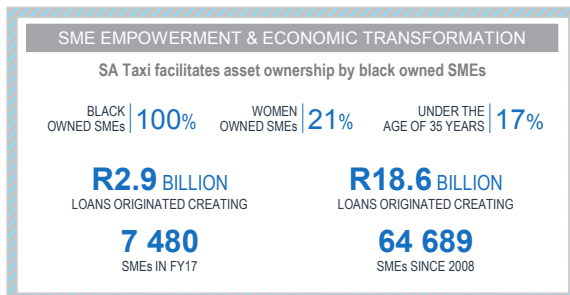 SME EMPOWERMENT & ECONOMIC TRANSFORMATION
SA Taxi facilitates asset ownership by black owned SMEs
BLACK OWNED SMEs 100%
WOMEN OWNED SMEs 21%
UNDER THE AGE OF 35 YEARS 17%
R2.9 BILLION
LOANS ORIGINATED CREATING
7 480
SMEs IN FY17
R18.6 BILLION
LOANS ORIGINATED CREATING
64 689
SMEs SINCE 2008